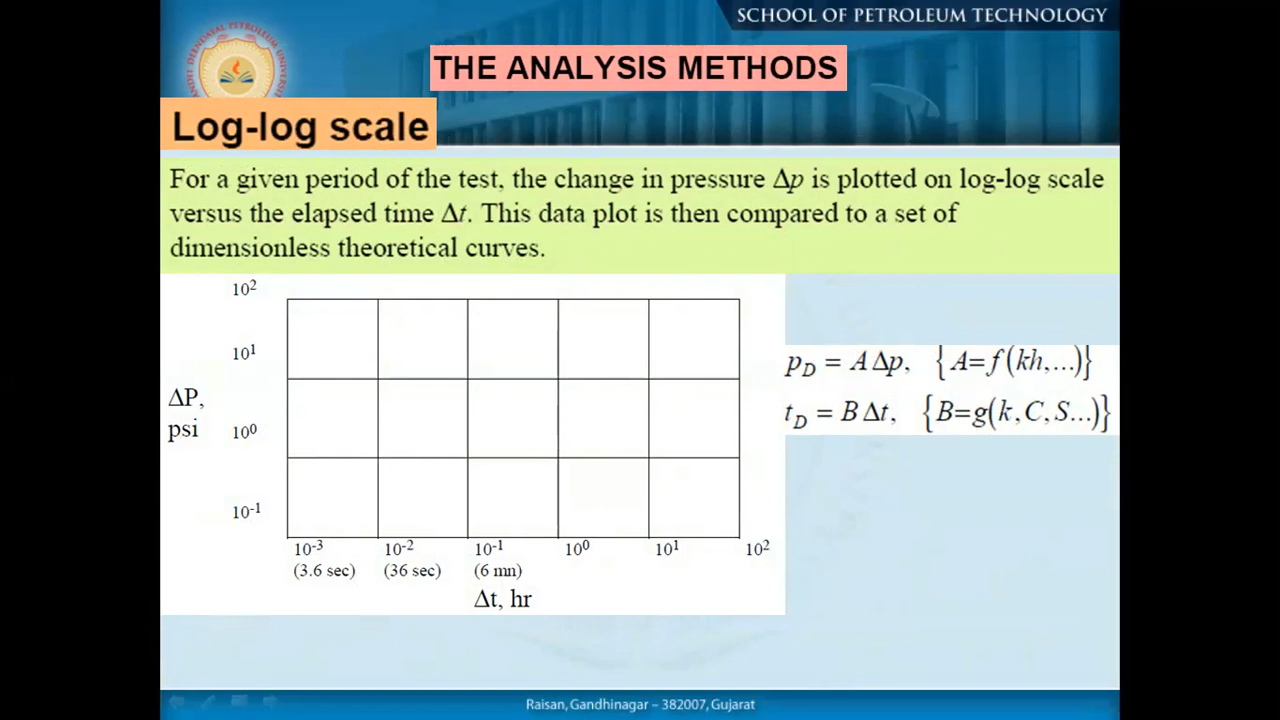 SCHOOL OF PETROLEUM TECHNOLOGY
THE ANALYSIS METHODS
Log-log scale
For a given period of the test, the change in pressure Δp is plotted on log-log scale
versus the elapsed time Δt. This data plot is then compared to a set of
dimensionless theoretical curves.
10²
10¹
ΔP,
psi
10⁰
10⁻¹
10⁻³ 10⁻² 10⁻¹ 10⁰ 10¹ 10²
(3.6 sec) (36 sec) (6 mn)
Δt, hr
p_D = A Δp, {A=f(kh,...)}
t_D = B Δt, {B=g(k,C,S...)}
Raisan, Gandhinagar – 382007, Gujarat